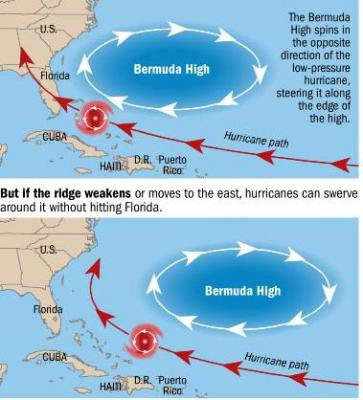 The Bermuda
High spins in
the opposite
direction of the
low-pressure
hurricane,
steering it along
the edge of
the high.
U.S.
Bermuda High
Florida
Hurricane path
CUBA
HAITI
D.R.
Puerto
Rico
But if the ridge weakens or moves to the east, hurricanes can swerve
around it without hitting Florida.
U.S.
Bermuda High
Florida
Hurricane path
CUBA
HAITI
D.R.
Puerto
Rico